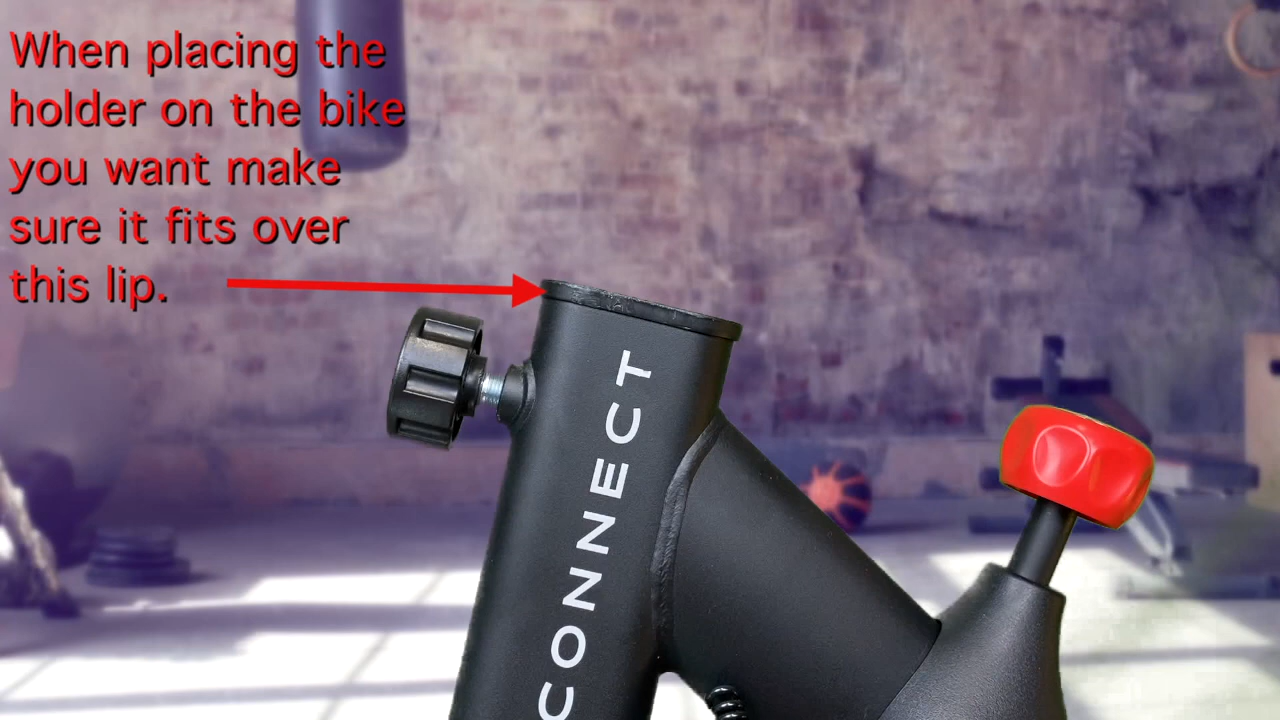 When placing the
holder on the bike
you want make
sure it fits over
this lip.
CONNECT